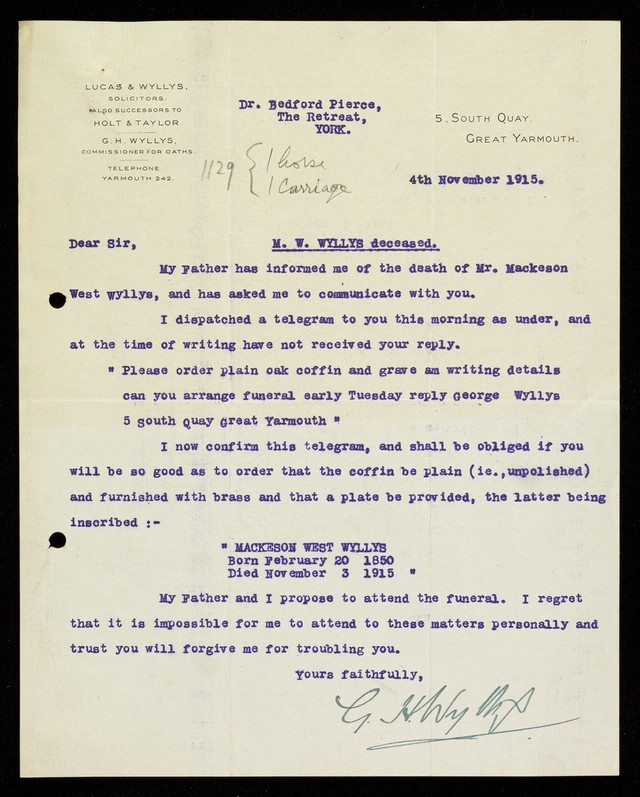 LUCAS & WYLLYS,
SOLICITORS
ALSO SUCCESSORS TO
HOLT & TAYLOR
G. H. WYLLYS,
COMMISSIONER FOR OATHS.
TELEPHONE
YARMOUTH 242.
Dr. Bedford Pierce,
The Retreat,
YORK.
5, SOUTH QUAY,
GREAT YARMOUTH.
1129 { 1 horse
1 Carriage
4th November 1915.
Dear Sir,
M. W. WYLLYS deceased.
My Father has informed me of the death of Mr. Mackeson
West Wyllys, and has asked me to communicate with you.
I dispatched a telegram to you this morning as under, and
at the time of writing have not received your reply.
" Please order plain oak coffin and grave am writing details
can you arrange funeral early Tuesday reply George Wyllys
5 south Quay Great Yarmouth "
I now confirm this telegram, and shall be obliged if you
will be so good as to order that the coffin be plain (ie.,unpolished)
and furnished with brass and that a plate be provided, the latter being
inscribed :-
" MACKESON WEST WYLLYS
Born February 20 1850
Died November 3 1915 "
My Father and I propose to attend the funeral. I regret
that it is impossible for me to attend to these matters personally and
trust you will forgive me for troubling you.
Yours faithfully,
G. H. Wyllys